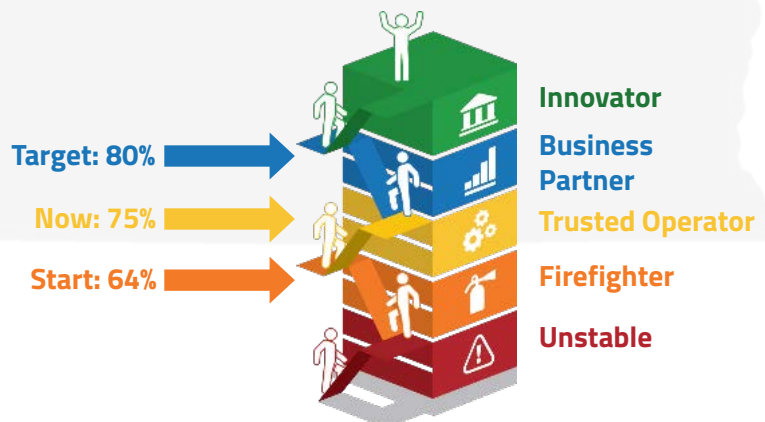 Innovator
Target: 80%
Business
Partner
Now: 75%
Trusted Operator
Start: 64%
Firefighter
Unstable